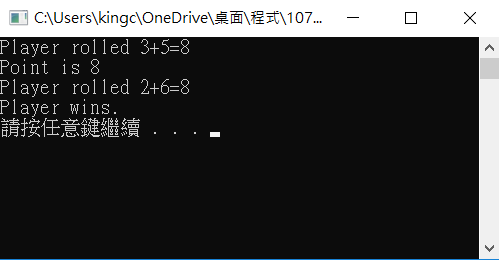 C:\Users\kingc\OneDrive\桌面\程式\107...
Player rolled 3+5=8
Point is 8
Player rolled 2+6=8
Player wins.
請按任意鍵繼續 . . .